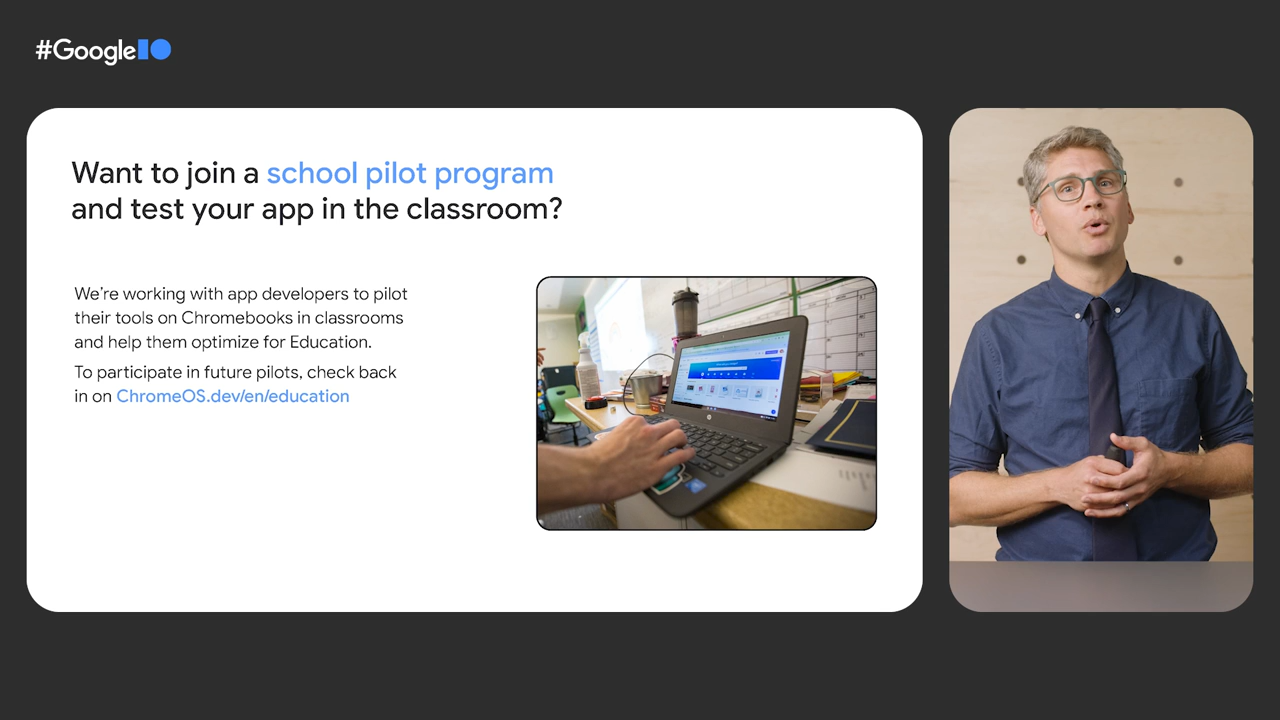 #GoogleIO
Want to join a school pilot program
and test your app in the classroom?
We're working with app developers to pilot
their tools on Chromebooks in classrooms
and help them optimize for Education.
To participate in future pilots, check back
in on ChromeOS.dev/en/education